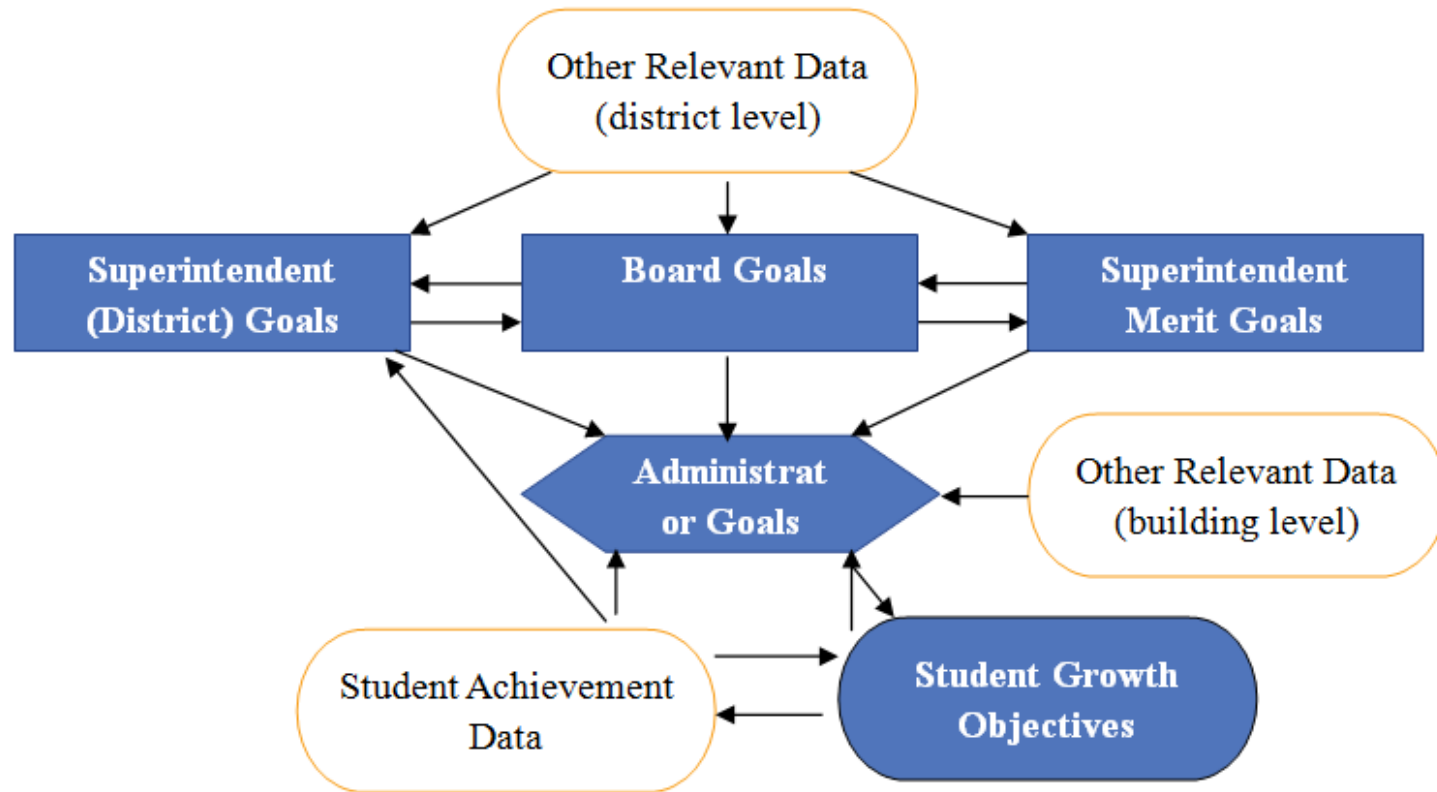 Other Relevant Data
(district level)
Superintendent
(District) Goals
Board Goals
Superintendent
Merit Goals
Administrat
or Goals
Other Relevant Data
(building level)
Student Achievement
Data
Student Growth
Objectives